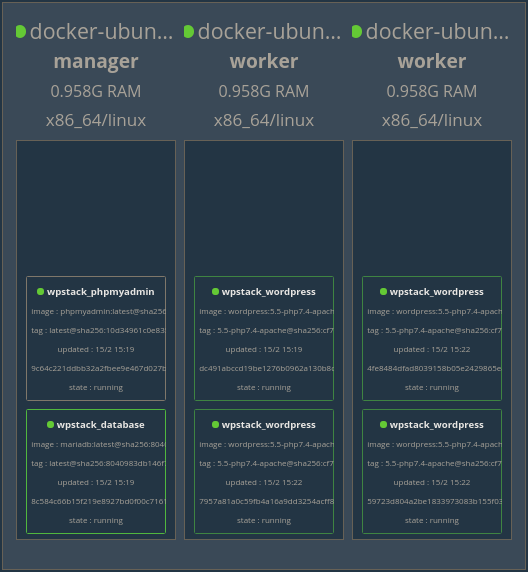 docker-ubun...
manager
0.958G RAM
x86_64/linux
wpstack_phpmyadmin
image : phpmyadmin:latest@sha256
tag : latest@sha256:10d34961c0e83
updated : 15/2 15:19
9c64c221ddbb32a2fbee9e467d027b
state : running
wpstack_database
image : mariadb:latest@sha256:804
tag : latest@sha256:8040983db146f
updated : 15/2 15:19
8c584c66b15f219e8927bd0f00c7161
state : running
docker-ubun...
worker
0.958G RAM
x86_64/linux
wpstack_wordpress
image : wordpress:5.5-php7.4-apach
tag : 5.5-php7.4-apache@sha256:cf7
updated : 15/2 15:19
dc491abccd19be1276b0962a130b8c
state : running
wpstack_wordpress
image : wordpress:5.5-php7.4-apach
tag : 5.5-php7.4-apache@sha256:cf7
updated : 15/2 15:22
7957a81a0c59fb4a16a9dd3254acff8
state : running
docker-ubun...
worker
0.958G RAM
x86_64/linux
wpstack_wordpress
image : wordpress:5.5-php7.4-apach
tag : 5.5-php7.4-apache@sha256:cf7
updated : 15/2 15:22
4fe8484dfad8039158b05e2429865e
state : running
wpstack_wordpress
image : wordpress:5.5-php7.4-apach
tag : 5.5-php7.4-apache@sha256:cf7
updated : 15/2 15:22
59723d804a2be1833973083b155f03
state : running